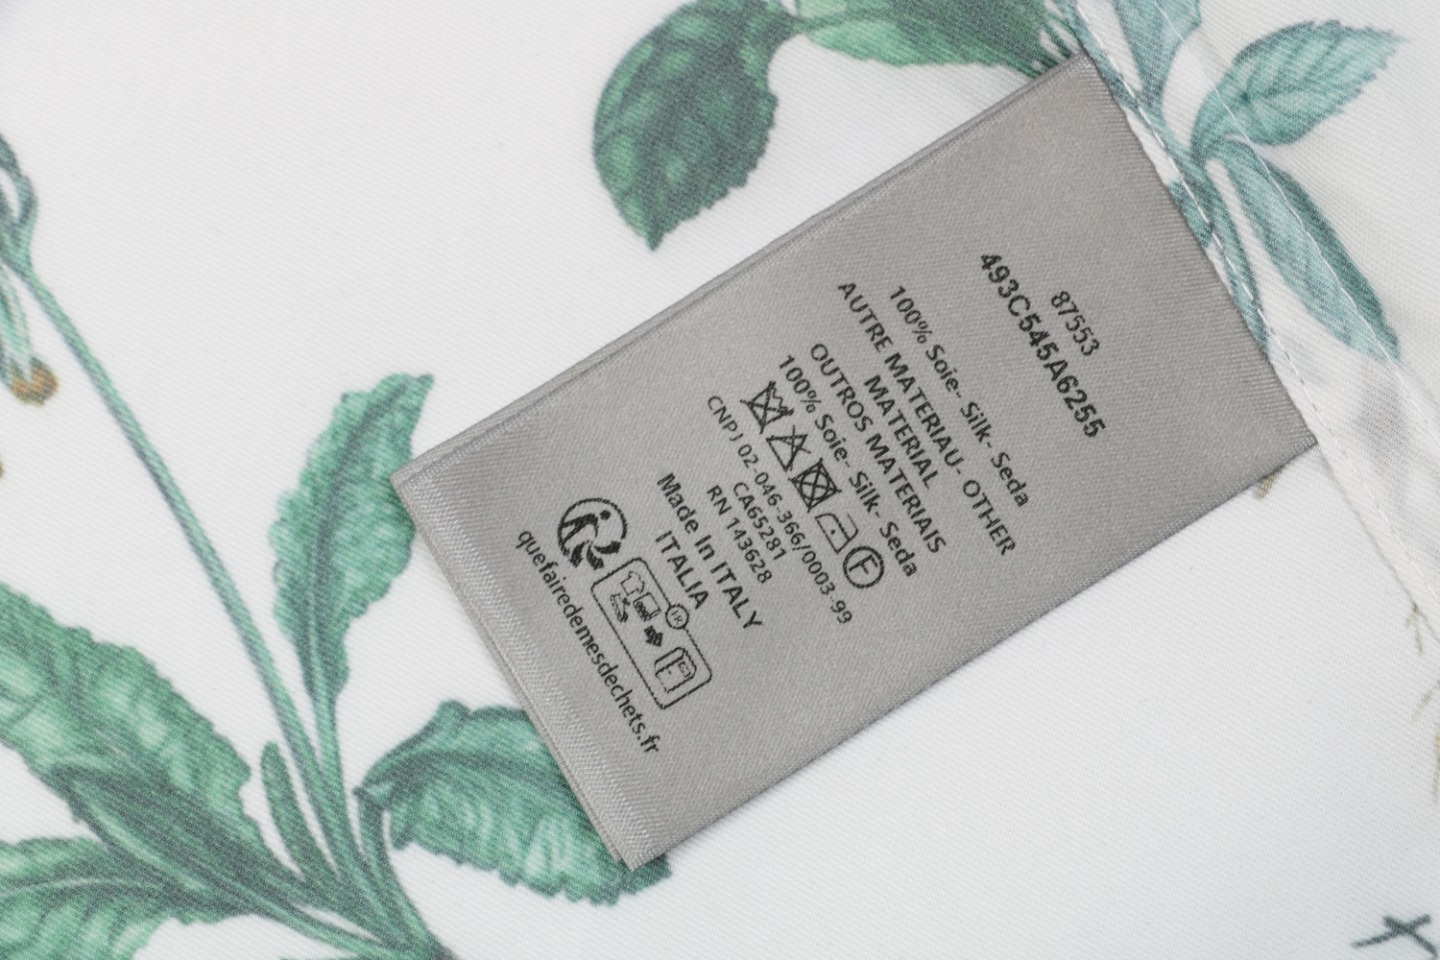 87553
493C545A6255
100% Soie- Silk- Seda
AUTRE MATERIAU - OTHER
MATERIAL
OUTROS MATERIAIS
100% Soie- Silk- Seda
F
CNPJ 02-046-366/0003-99
CA65281
RN 143628
Made In ITALY
ITALIA
FR
quefairedemesdechets.fr